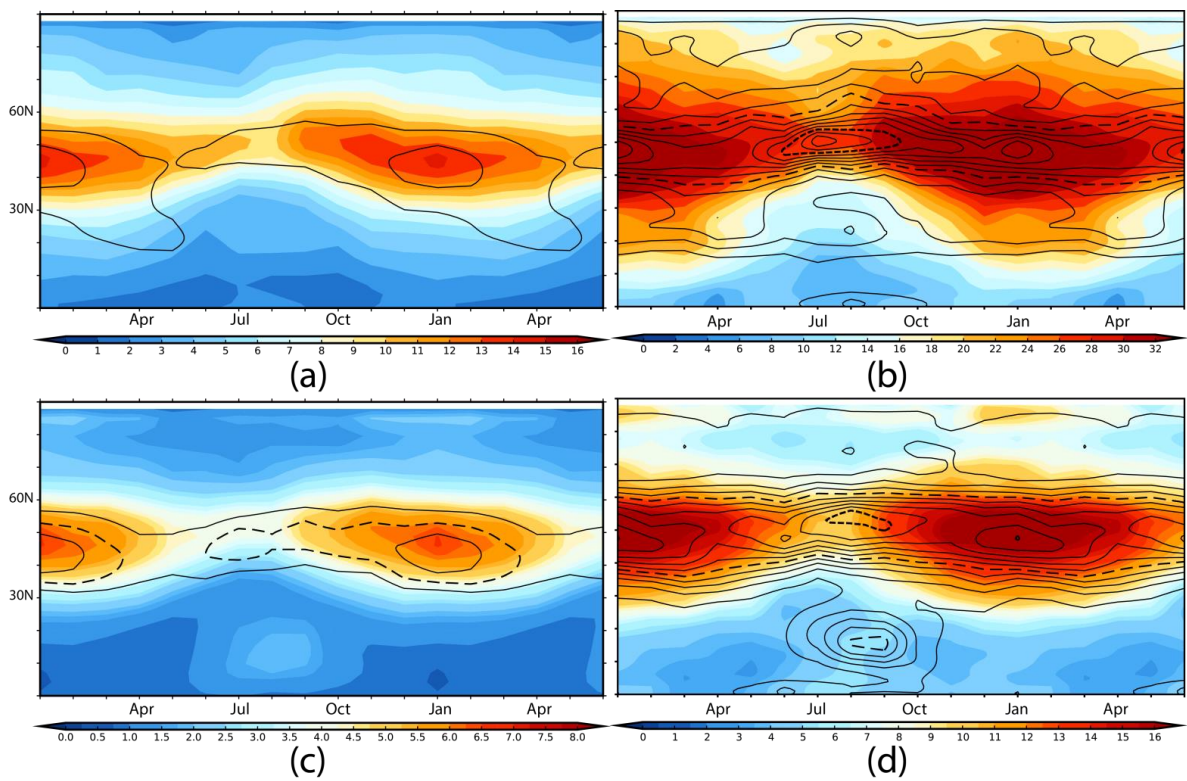 60N
30N
Apr Jul Oct Jan Apr
0 1 2 3 4 5 6 7 8 9 10 11 12 13 14 15 16
(a)
Apr Jul Oct Jan Apr
0 2 4 6 8 10 12 14 16 18 20 22 24 26 28 30 32
(b)
60N
30N
Apr Jul Oct Jan Apr
0.0 0.5 1.0 1.5 2.0 2.5 3.0 3.5 4.0 4.5 5.0 5.5 6.0 6.5 7.0 7.5 8.0
(c)
Apr Jul Oct Jan Apr
0 1 2 3 4 5 6 7 8 9 10 11 12 13 14 15 16
(d)